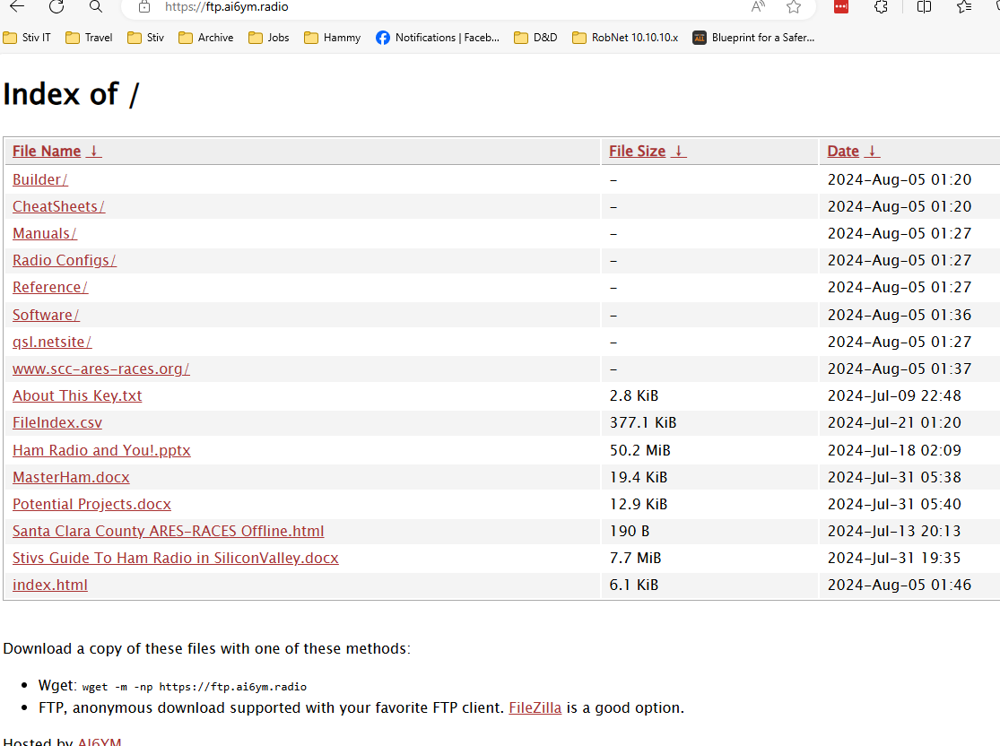 https://ftp.ai6ym.radio
Stiv IT Travel Stiv Archive Jobs Hammy Notifications | Faceb... D&D RobNet 10.10.10.x Blueprint for a Safer...
Index of /
File Name ↓ File Size ↓ Date ↓
Builder/ - 2024-Aug-05 01:20
CheatSheets/ - 2024-Aug-05 01:20
Manuals/ - 2024-Aug-05 01:27
Radio Configs/ - 2024-Aug-05 01:27
Reference/ - 2024-Aug-05 01:27
Software/ - 2024-Aug-05 01:36
qsl.netsite/ - 2024-Aug-05 01:27
www.scc-ares-races.org/ - 2024-Aug-05 01:37
About This Key.txt 2.8 KiB 2024-Jul-09 22:48
FileIndex.csv 377.1 KiB 2024-Jul-21 01:20
Ham Radio and You!.pptx 50.2 MiB 2024-Jul-18 02:09
MasterHam.docx 19.4 KiB 2024-Jul-31 05:38
Potential Projects.docx 12.9 KiB 2024-Jul-31 05:40
Santa Clara County ARES-RACES Offline.html 190 B 2024-Jul-13 20:13
Stivs Guide To Ham Radio in SiliconValley.docx 7.7 MiB 2024-Jul-31 19:35
index.html 6.1 KiB 2024-Aug-05 01:46
Download a copy of these files with one of these methods:
• Wget: wget -m -np https://ftp.ai6ym.radio
• FTP, anonymous download supported with your favorite FTP client. FileZilla is a good option.
Hosted by AI6YM